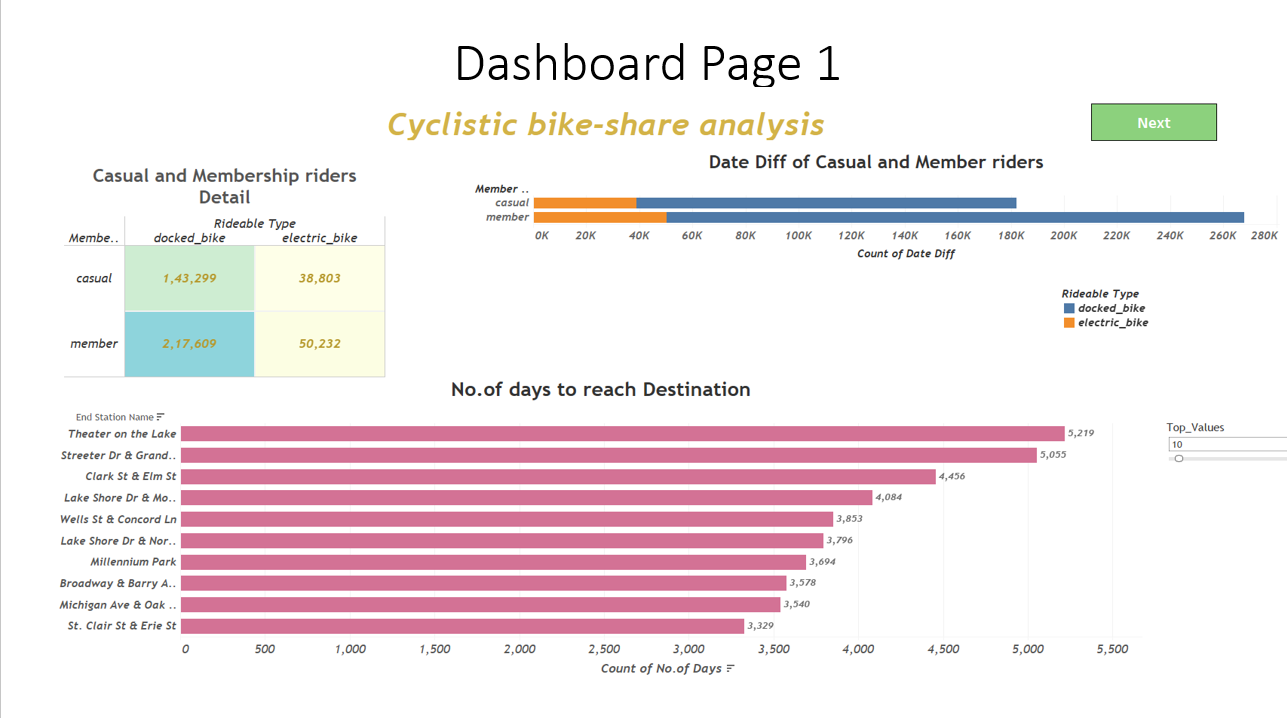 Dashboard Page 1
Cyclistic bike-share analysis
Next
Casual and Membership riders
Detail
Rideable Type
Membe.. docked_bike electric_bike
casual 1,43,299 38,803
member 2,17,609 50,232
Date Diff of Casual and Member riders
Member ..
casual
member
0K 20K 40K 60K 80K 100K 120K 140K 160K 180K 200K 220K 240K 260K 280K
Count of Date Diff
Rideable Type
docked_bike
electric_bike
No.of days to reach Destination
End Station Name
Theater on the Lake 5,219
Streeter Dr & Grand.. 5,055
Clark St & Elm St 4,456
Lake Shore Dr & Mo.. 4,084
Wells St & Concord Ln 3,853
Lake Shore Dr & Nor.. 3,796
Millennium Park 3,694
Broadway & Barry A.. 3,578
Michigan Ave & Oak .. 3,540
St. Clair St & Erie St 3,329
0 500 1,000 1,500 2,000 2,500 3,000 3,500 4,000 4,500 5,000 5,500
Count of No.of Days
Top_Values
10